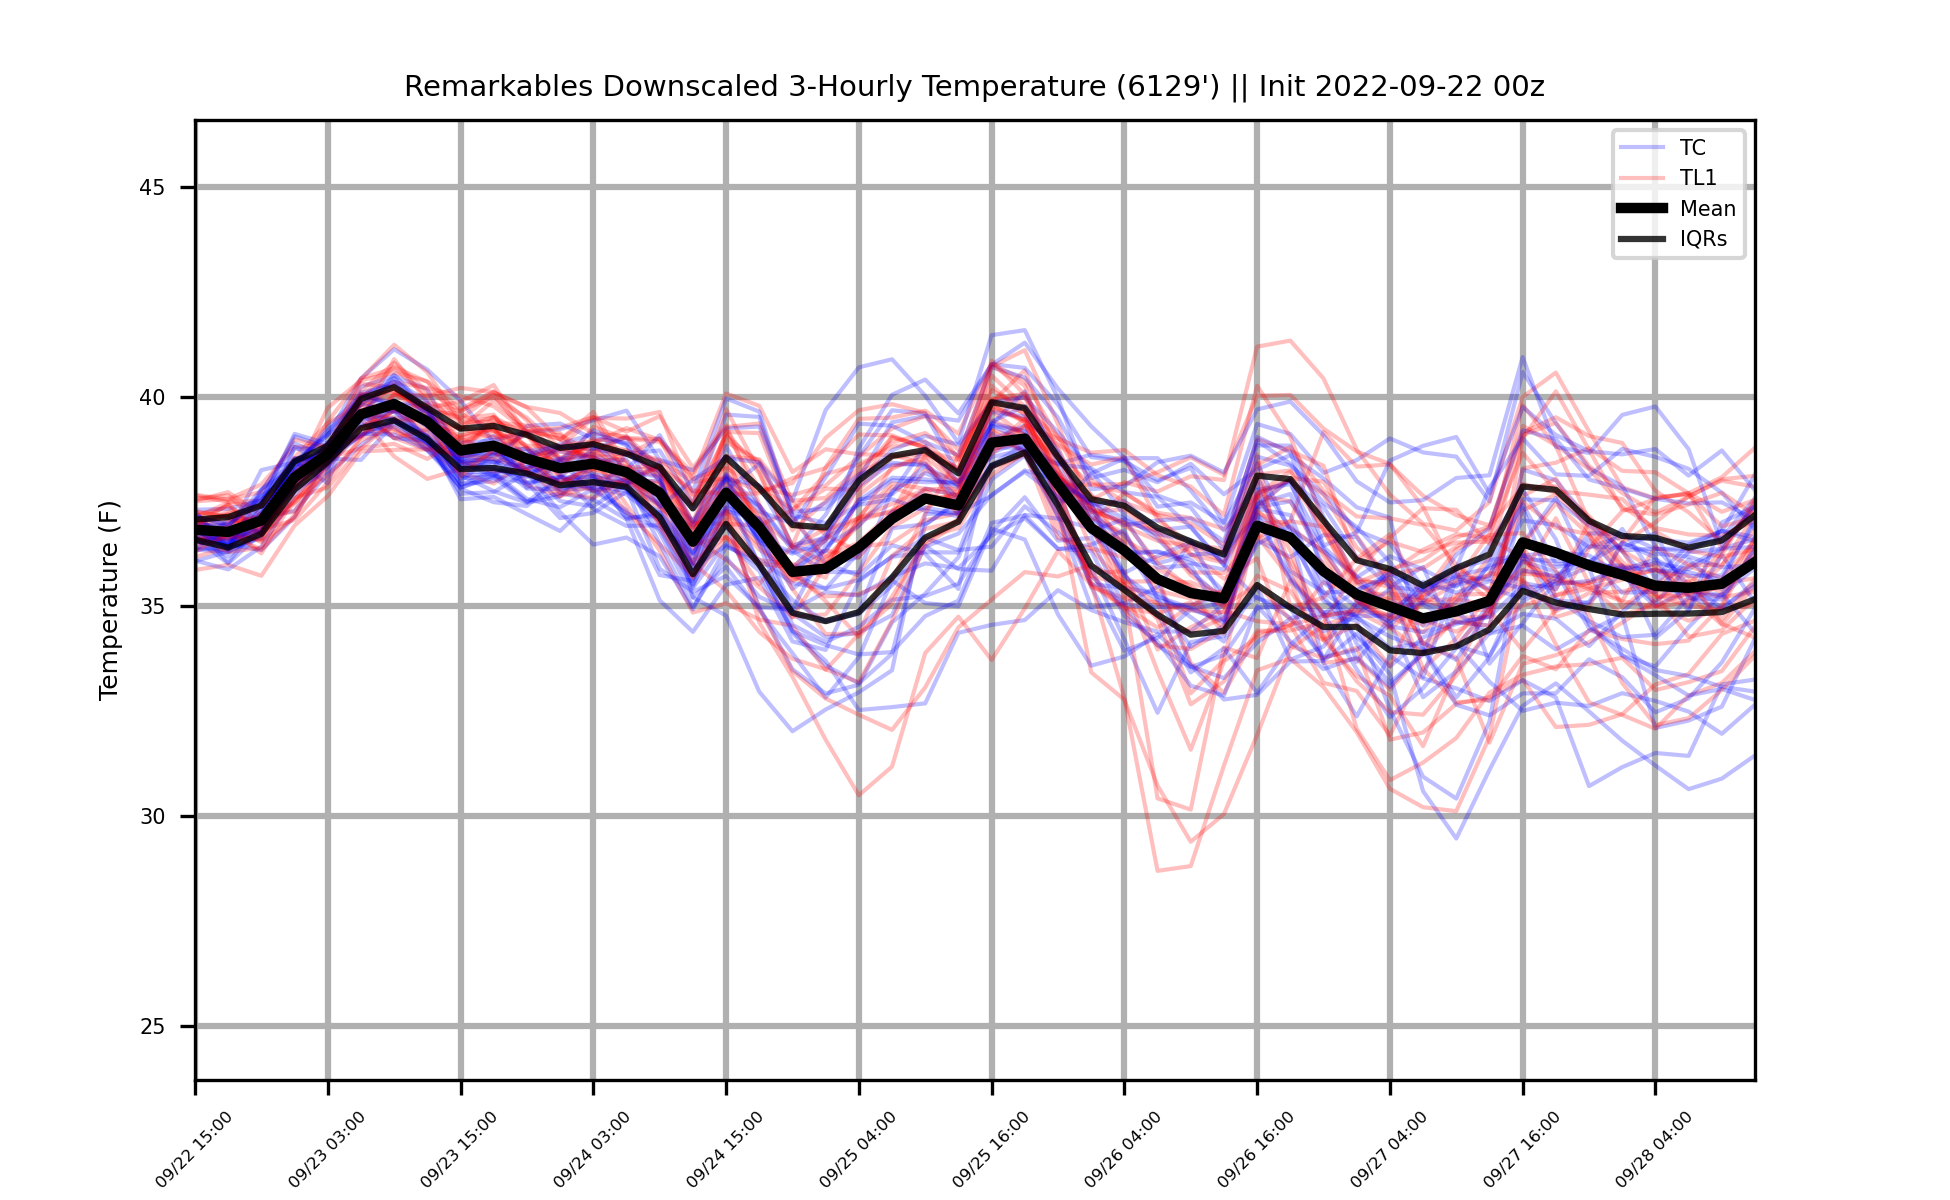 Remarkables Downscaled 3-Hourly Temperature (6129') || Init 2022-09-22 00z
TC
TL1
Mean
IQRs
Temperature (F)
45
40
35
30
25
09/22 15:00
09/23 03:00
09/23 15:00
09/24 03:00
09/24 15:00
09/25 04:00
09/25 16:00
09/26 04:00
09/26 16:00
09/27 04:00
09/27 16:00
09/28 04:00